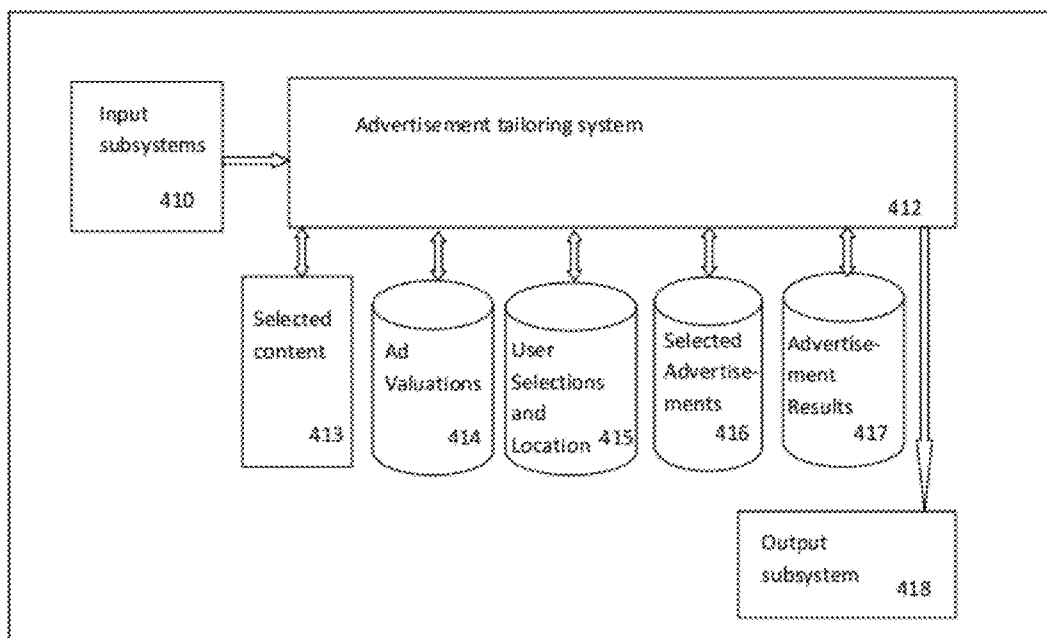 Input
subsystems
410
Advertisement tailoring system
412
Selected
content
413
Ad
Valuations
414
User
Selections
and
Location
415
Selected
Advertise-
ments
416
Advertise-
ment
Results
417
Output
subsystem
418